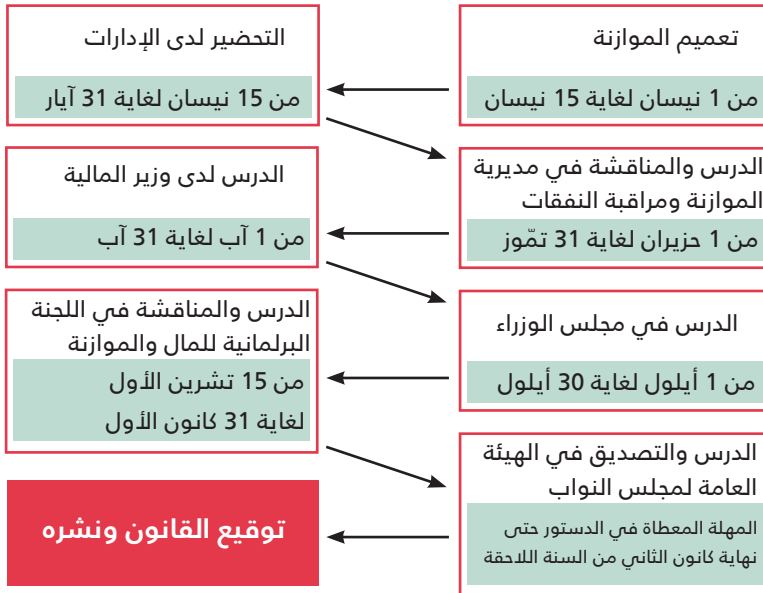 تعميم الموازنة
من 1 نيسان لغاية 15 نيسان
التحضير لدى الإدارات
من 15 نيسان لغاية 31 آيار
الدرس والمناقشة في مديرية
الموازنة ومراقبة النفقات
من 1 حزيران لغاية 31 تمّوز
الدرس لدى وزير المالية
من 1 آب لغاية 31 آب
الدرس في مجلس الوزراء
من 1 أيلول لغاية 30 أيلول
الدرس والمناقشة في اللجنة
البرلمانية للمال والموازنة
من 15 تشرين الأول
لغاية 31 كانون الأول
الدرس والتصديق في الهيئة
العامة لمجلس النواب
المهلة المعطاة في الدستور حتى
نهاية كانون الثاني من السنة اللاحقة
توقيع القانون ونشره